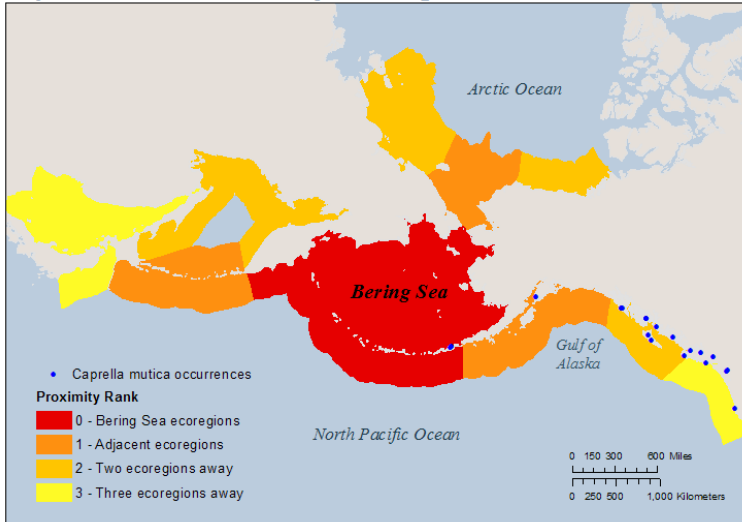 Arctic Ocean
Bering Sea
Gulf of
Alaska
North Pacific Ocean
Caprella mutica occurrences
Proximity Rank
0 - Bering Sea ecoregions
1 - Adjacent ecoregions
2 - Two ecoregions away
3 - Three ecoregions away
0 150 300 600 Miles
0 250 500 1,000 Kilometers